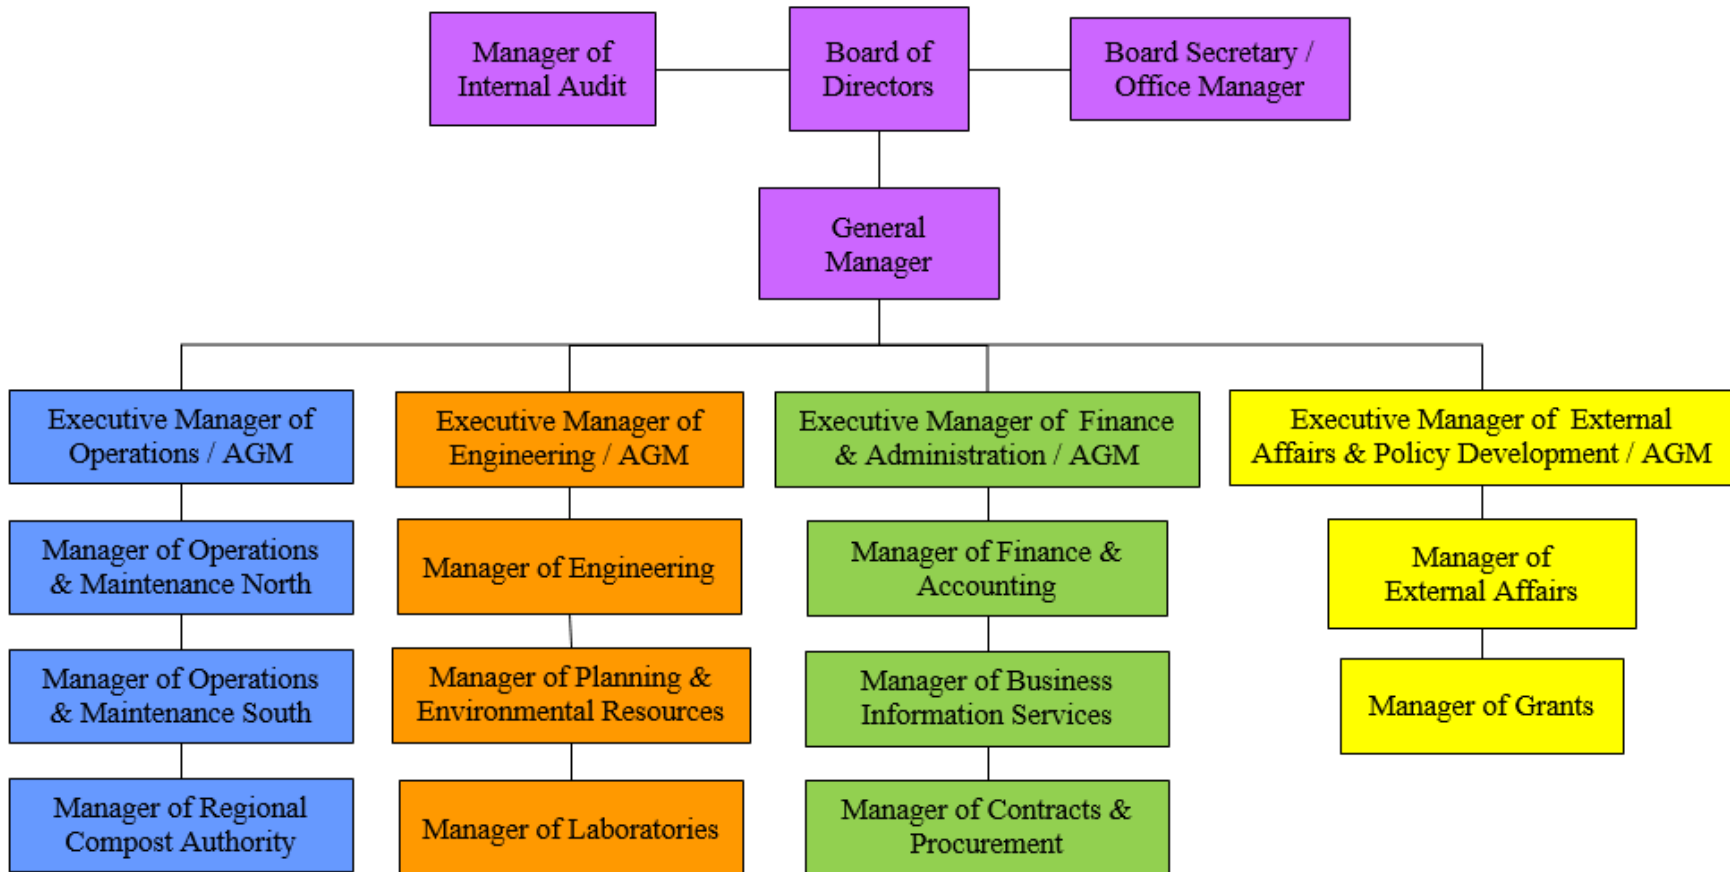 Manager of
Internal Audit
Board of
Directors
Board Secretary /
Office Manager
General
Manager
Executive Manager of
Operations / AGM
Executive Manager of
Engineering / AGM
Executive Manager of  Finance
& Administration / AGM
Executive Manager of  External
Affairs & Policy Development / AGM
Manager of Operations
& Maintenance North
Manager of Engineering
Manager of Finance &
Accounting
Manager of
External Affairs
Manager of Operations
& Maintenance South
Manager of Planning &
Environmental Resources
Manager of Business
Information Services
Manager of Grants
Manager of Regional
Compost Authority
Manager of Laboratories
Manager of Contracts &
Procurement